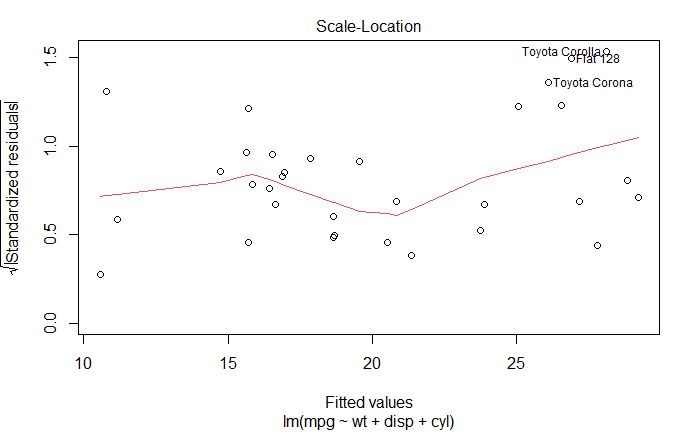 Scale-Location
√|Standardized residuals|
1.5
1.0
0.5
0.0
Toyota Corolla
Fiat 128
Toyota Corona
10 15 20 25
Fitted values
lm(mpg ~ wt + disp + cyl)